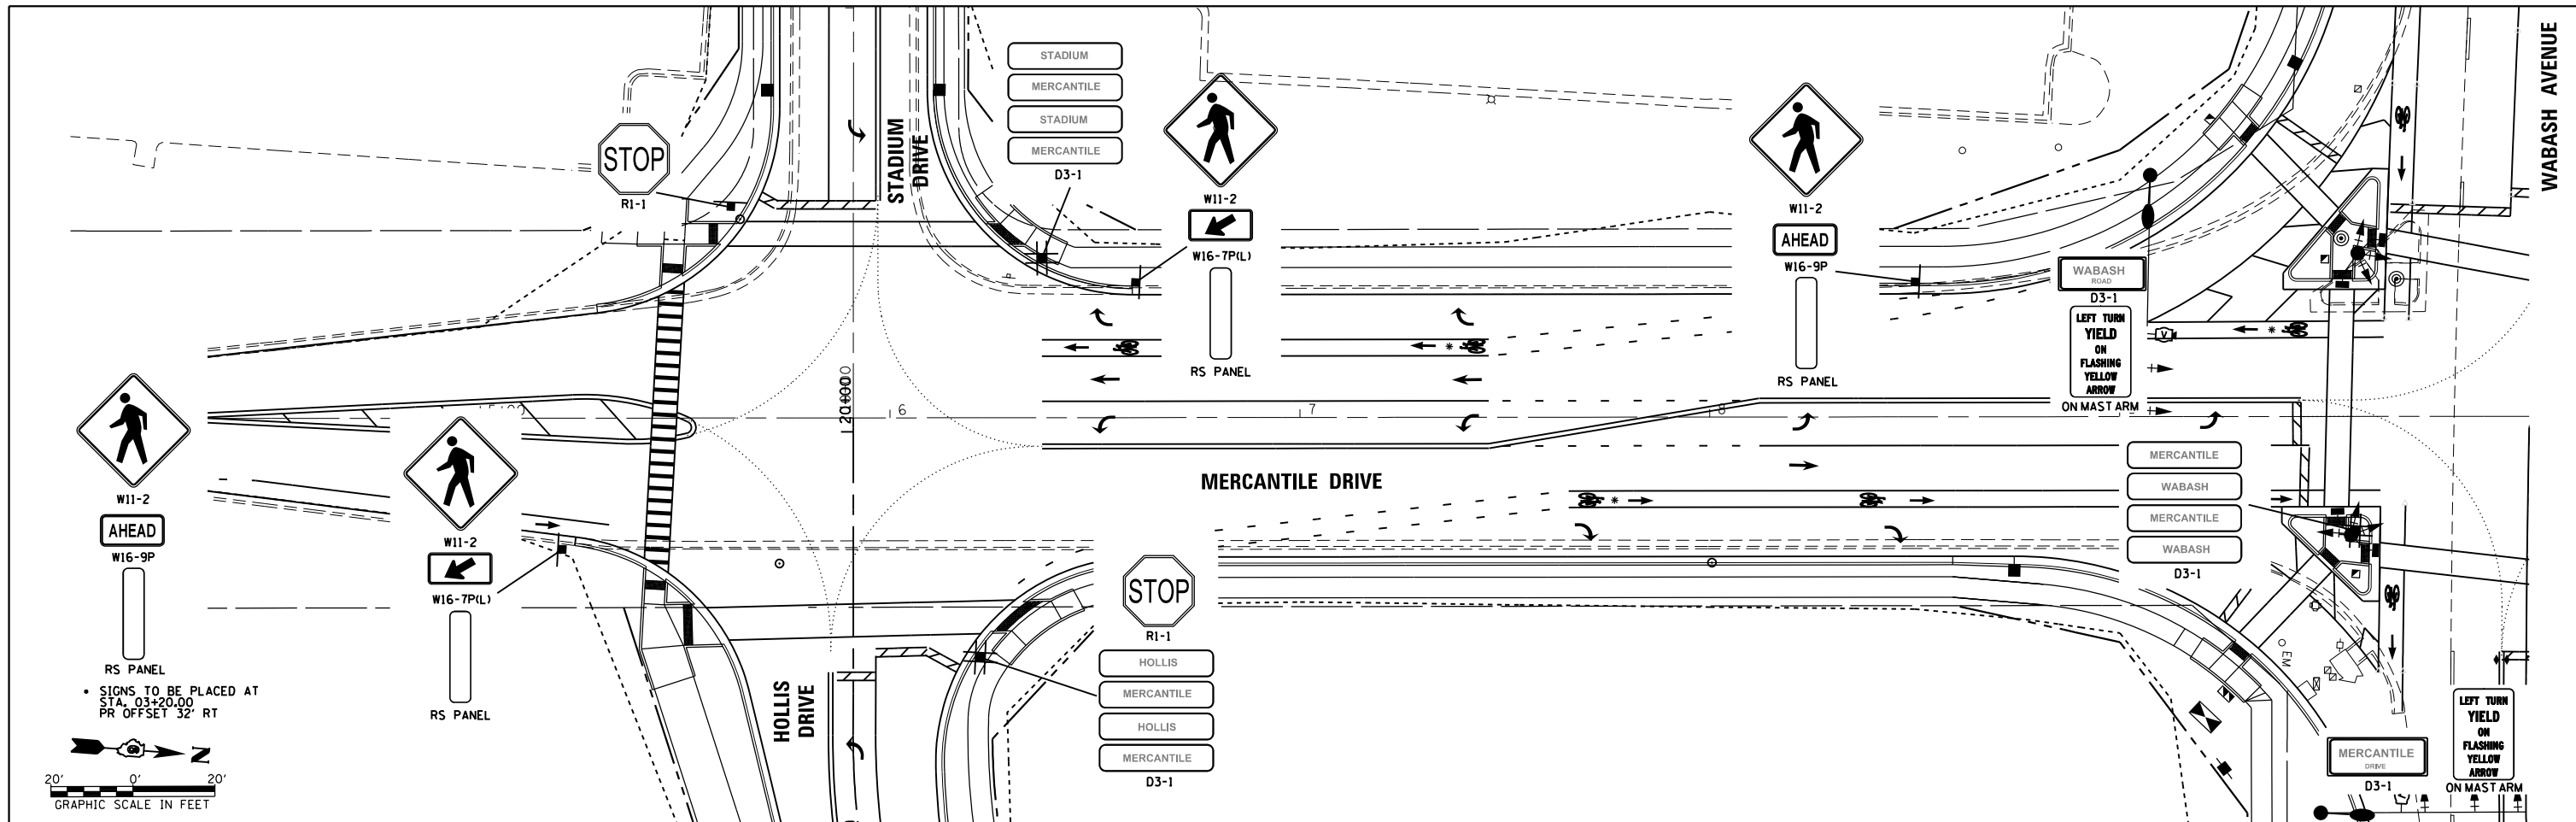 STADIUM
MERCANTILE
STADIUM
MERCANTILE
D3-1
STOP
R1-1
STADIUM
DRIVE
W11-2
W16-7P(L)
RS PANEL
W11-2
AHEAD
W16-9P
RS PANEL
WABASH AVENUE
WABASH
ROAD
D3-1
LEFT TURN
YIELD
ON
FLASHING
YELLOW
ARROW
ON MAST ARM
V
6
7
8
W11-2
AHEAD
W16-9P
RS PANEL
• SIGNS TO BE PLACED AT
STA. 03+20.00
PR OFFSET 32' RT
W11-2
W16-7P(L)
RS PANEL
MERCANTILE DRIVE
MERCANTILE
WABASH
MERCANTILE
WABASH
D3-1
STOP
R1-1
HOLLIS
MERCANTILE
HOLLIS
MERCANTILE
D3-1
HOLLIS
DRIVE
EM
MERCANTILE
DRIVE
D3-1
LEFT TURN
YIELD
ON
FLASHING
YELLOW
ARROW
ON MAST ARM
N
20' 0' 20'
GRAPHIC SCALE IN FEET